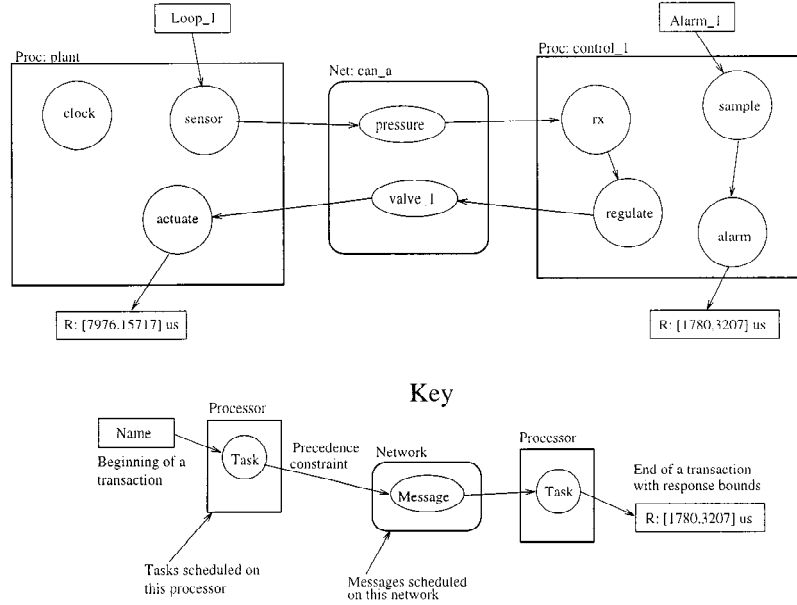 Loop_1
Alarm_1
Proc: plant
Net: can_a
Proc: control_1
clock
sensor
pressure
rx
sample
actuate
valve_1
regulate
alarm
R: [7976,15717] us
R: [1780,3207] us
Key
Processor
Name
Task
Precedence
constraint
Network
Message
Processor
Task
Beginning of a
transaction
End of a transaction
with response bounds
R: [1780,3207] us
Tasks scheduled on
this processor
Messages scheduled
on this network